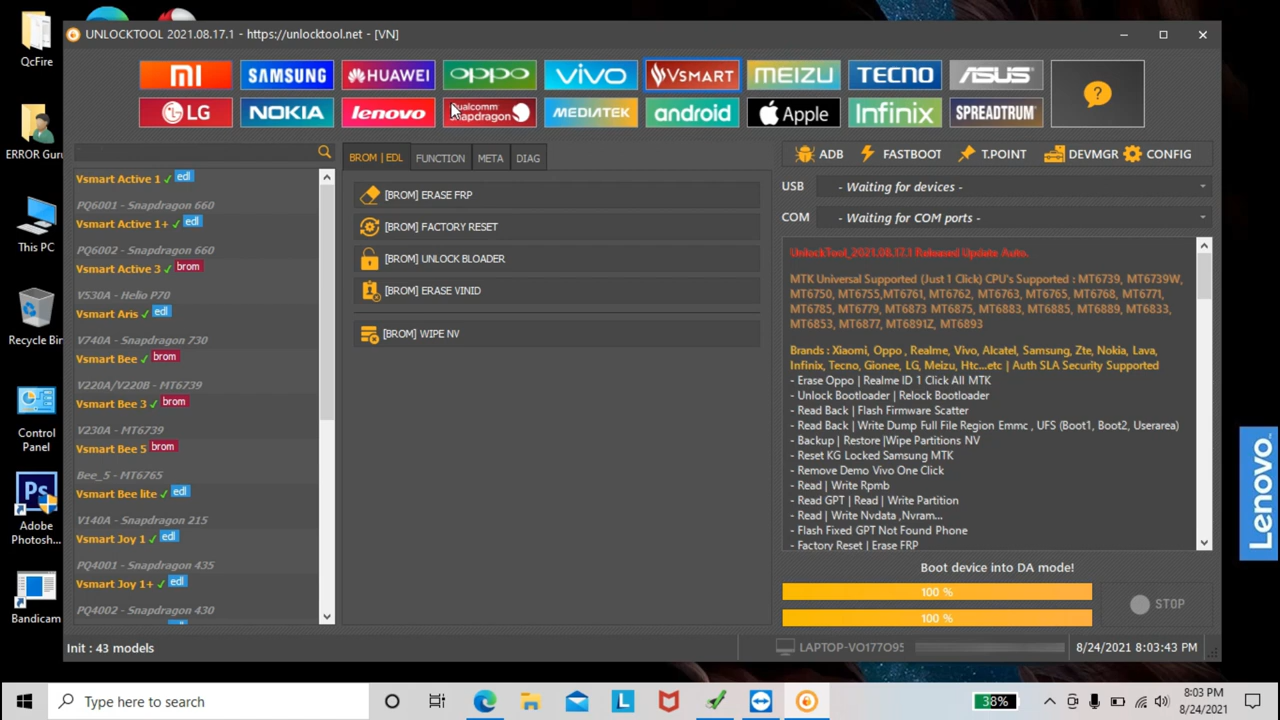 QcFire
ERROR Guru
This PC
Recycle Bin
Control
Panel
Ps
Adobe
Photosh...
Bandicam
UNLOCKTOOL 2021.08.17.1 - https://unlocktool.net - [VN]
MI
SAMSUNG
HUAWEI
OPPO
VIVO
VSMART
MEIZU
TECNO
ASUS
LG
NOKIA
lenovo
Qualcomm
snapdragon
MEDIATEK
android
Apple
Infinix
SPREADTRUM
?
Vsmart Active 1 ✓ edl
PQ6001 - Snapdragon 660
Vsmart Active 1+ ✓ edl
PQ6002 - Snapdragon 660
Vsmart Active 3 ✓ brom
V530A - Helio P70
Vsmart Aris ✓ edl
V740A - Snapdragon 730
Vsmart Bee ✓ brom
V220A/V220B - MT6739
Vsmart Bee 3 ✓ brom
V230A - MT6739
Vsmart Bee 5 brom
Bee_5 - MT6765
Vsmart Bee lite ✓ edl
V140A - Snapdragon 215
Vsmart Joy 1 ✓ edl
PQ4001 - Snapdragon 435
Vsmart Joy 1+ ✓ edl
PQ4002 - Snapdragon 430
Init : 43 models
BROM | EDL
FUNCTION
META
DIAG
[BROM] ERASE FRP
[BROM] FACTORY RESET
[BROM] UNLOCK BLOADER
[BROM] ERASE VINID
[BROM] WIPE NV
ADB
FASTBOOT
T.POINT
DEVMGR
CONFIG
USB - Waiting for devices -
COM - Waiting for COM ports -
UnlockTool_2021.08.17.1 Released Update Auto.
MTK Universal Supported (Just 1 Click) CPU's Supported : MT6739, MT6739W,
MT6750, MT6755,MT6761, MT6762, MT6763, MT6765, MT6768, MT6771,
MT6785, MT6779, MT6873 MT6875, MT6883, MT6885, MT6889, MT6833,
MT6853, MT6877, MT6891Z, MT6893
Brands : Xiaomi, Oppo , Realme, Vivo, Alcatel, Samsung, Zte, Nokia, Lava,
Infinix, Tecno, Gionee, LG, Meizu, Htc...etc | Auth SLA Security Supported
- Erase Oppo | Realme ID 1 Click All MTK
- Unlock Bootloader | Relock Bootloader
- Read Back | Flash Firmware Scatter
- Read Back | Write Dump Full File Region Emmc , UFS (Boot1, Boot2, Userarea)
- Backup | Restore |Wipe Partitions NV
- Reset KG Locked Samsung MTK
- Remove Demo Vivo One Click
- Read | Write Rpmb
- Read GPT | Read | Write Partition
- Read | Write Nvdata ,Nvram...
- Flash Fixed GPT Not Found Phone
- Factory Reset | Erase FRP
Boot device into DA mode!
100 %
100 %
STOP
LAPTOP-VO177O95
8/24/2021 8:03:43 PM
Lenovo
Type here to search
L
38%
8:03 PM
8/24/2021